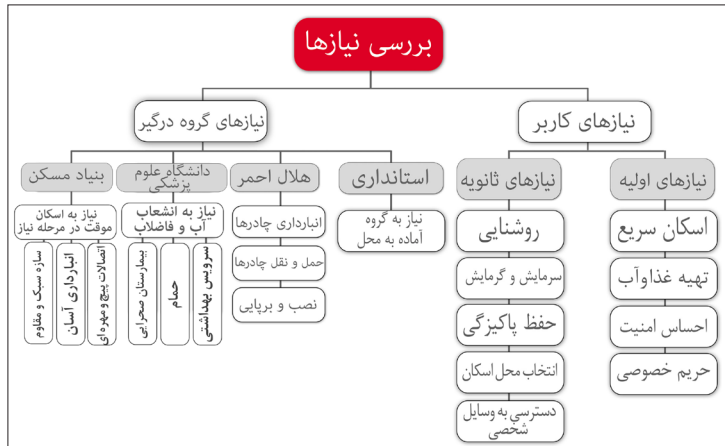 بررسی نیازها
نیازهای کاربر
نیازهای گروه درگیر
نیازهای اولیه
نیازهای ثانویه
استانداری
هلال احمر
دانشگاه علوم
پزشکی
بنیاد مسکن
اسکان سریع
تهیه غذاوآب
احساس امنیت
حریم خصوصی
روشنایی
سرمایش و گرمایش
حفظ پاکیزگی
انتخاب محل اسکان
دسترسی به وسایل
شخصی
نیاز به گروه
آماده به محل
انبارداری چادرها
حمل و نقل چادرها
نصب و برپایی
نیاز به انشعاب
آب و فاضلاب
سرویس بهداشتی
حمام
بیمارستان صحرایی
نیاز به اسکان
موقت در مرحله نیاز
اتصالات پیچ و مهره ای
انبارداری آسان
سازه سبک و مقاوم